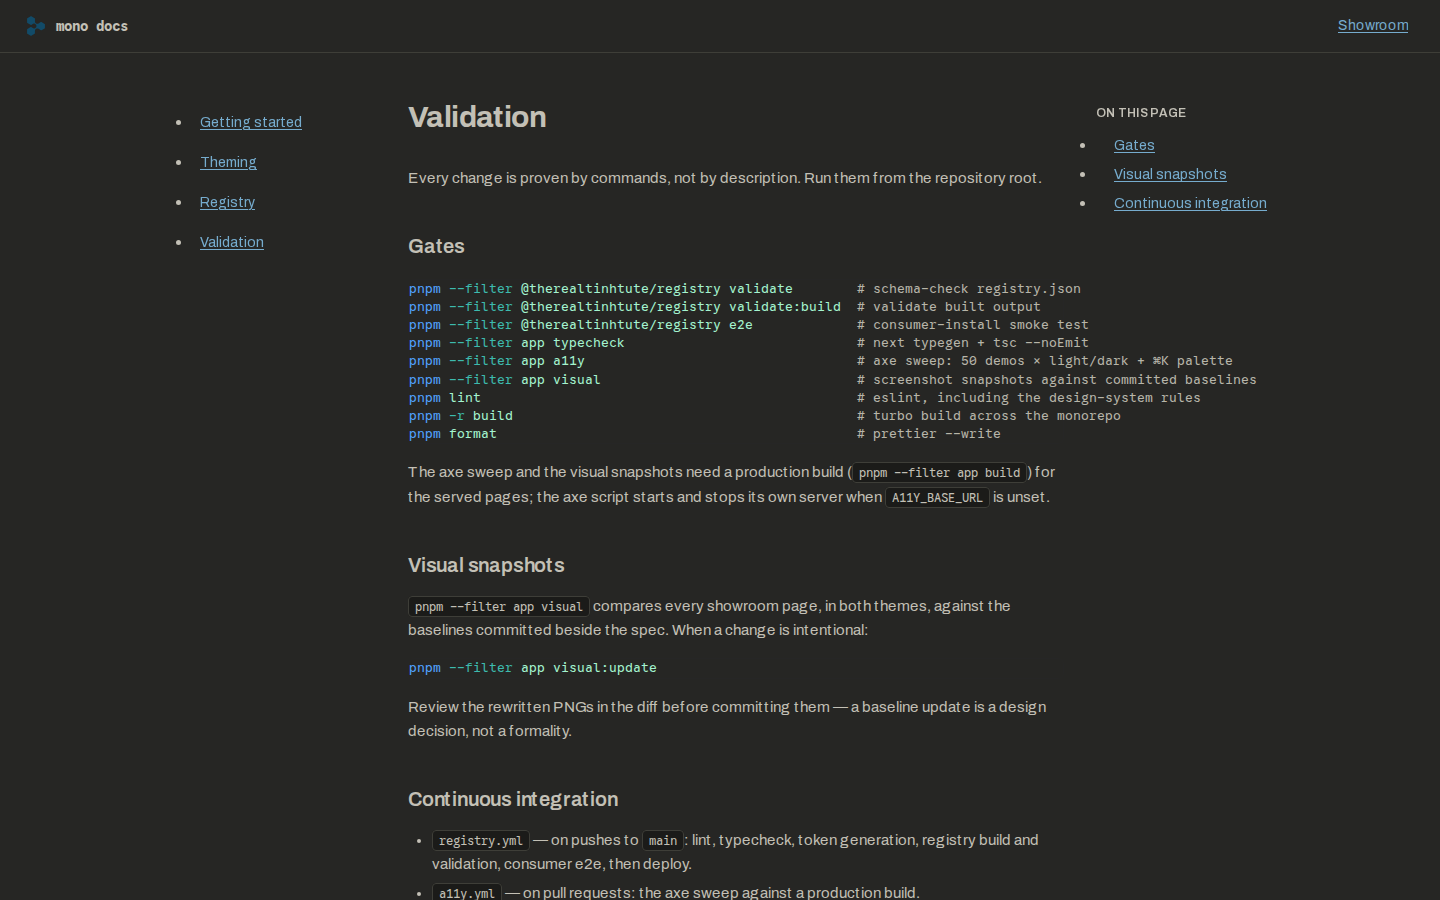 mono docs
Showroom
Getting started
Theming
Registry
Validation
Validation
Every change is proven by commands, not by description. Run them from the repository root.
Gates
pnpm --filter @therealtinhtute/registry validate # schema-check registry.json
pnpm --filter @therealtinhtute/registry validate:build # validate built output
pnpm --filter @therealtinhtute/registry e2e # consumer-install smoke test
pnpm --filter app typecheck # next typegen + tsc --noEmit
pnpm --filter app a11y # axe sweep: 50 demos × light/dark + ⌘K palette
pnpm --filter app visual # screenshot snapshots against committed baselines
pnpm lint # eslint, including the design-system rules
pnpm -r build # turbo build across the monorepo
pnpm format # prettier --write
The axe sweep and the visual snapshots need a production build (pnpm --filter app build) for
the served pages; the axe script starts and stops its own server when A11Y_BASE_URL is unset.
Visual snapshots
pnpm --filter app visual compares every showroom page, in both themes, against the
baselines committed beside the spec. When a change is intentional:
pnpm --filter app visual:update
Review the rewritten PNGs in the diff before committing them — a baseline update is a design
decision, not a formality.
Continuous integration
registry.yml — on pushes to main: lint, typecheck, token generation, registry build and
validation, consumer e2e, then deploy.
a11y.yml — on pull requests: the axe sweep against a production build.
ON THIS PAGE
Gates
Visual snapshots
Continuous integration